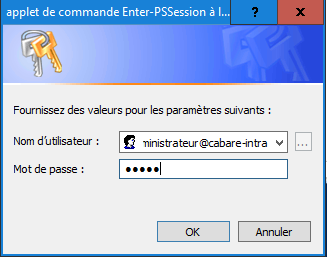 applet de commande Enter-PSSession à l...
?
X
Fournissez des valeurs pour les paramètres suivants :
Nom d'utilisateur :
ministrateur@cabare-intra
...
Mot de passe :
●●●●●
OK
Annuler